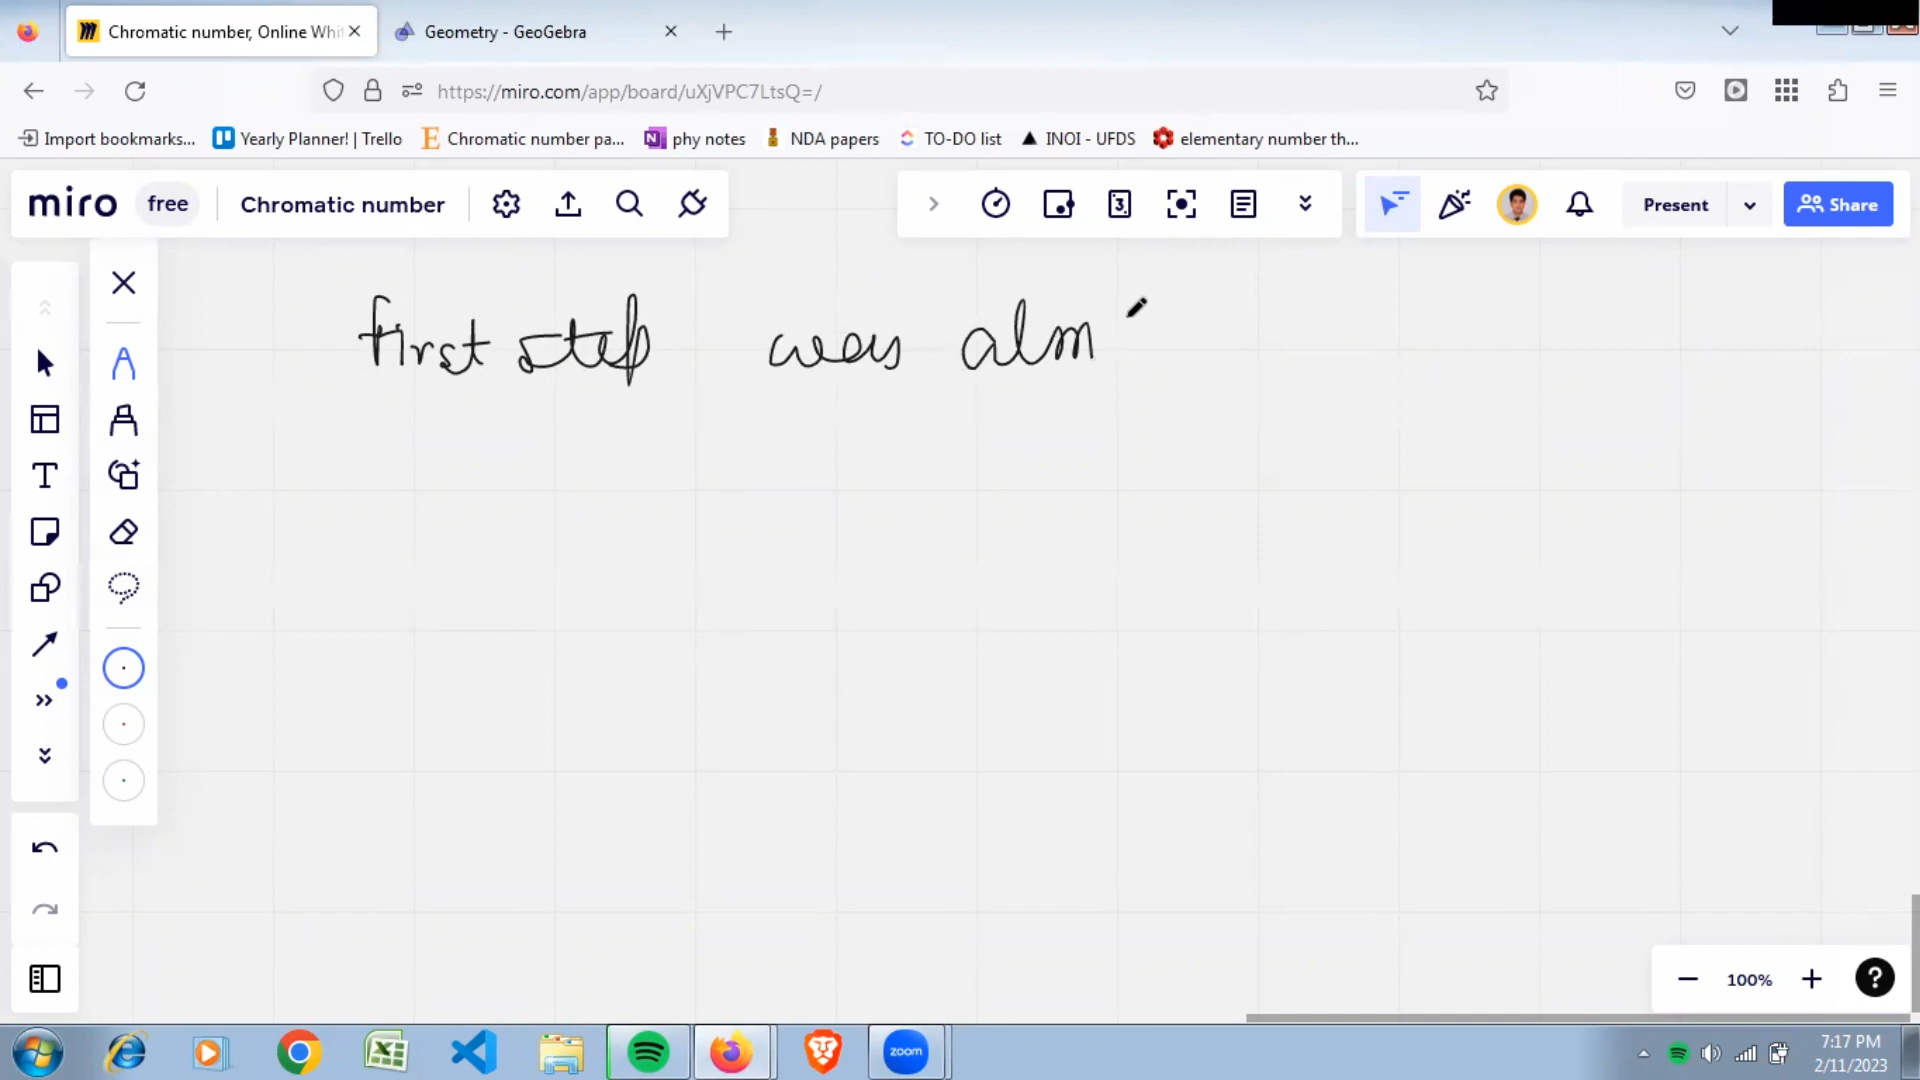 Chromatic number, Online Whi
Geometry - GeoGebra
https://miro.com/app/board/uXjVPC7LtsQ=/
Import bookmarks...
Yearly Planner! | Trello
Chromatic number pa...
phy notes
NDA papers
TO-DO list
INOI - UFDS
elementary number th...
miro
free
Chromatic number
3
Present
Share
first step was alm
T
100%
?
zoom
7:17 PM
2/11/2023